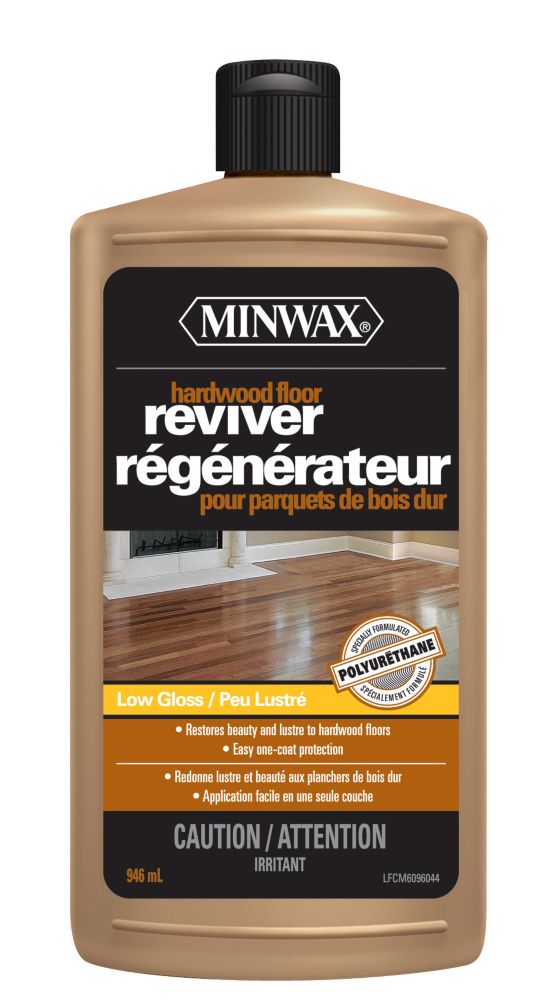 MINWAX®
hardwood floor
reviver
régénérateur
pour parquets de bois dur
SPECIALLY FORMULATED
POLYURÉTHANE
SPÉCIALEMENT FORMULÉ
Low Gloss / Peu Lustré
• Restores beauty and lustre to hardwood floors
• Easy one-coat protection
• Redonne lustre et beauté aux planchers de bois dur
• Application facile en une seule couche
CAUTION / ATTENTION
IRRITANT
946 mL
LFCM6096044